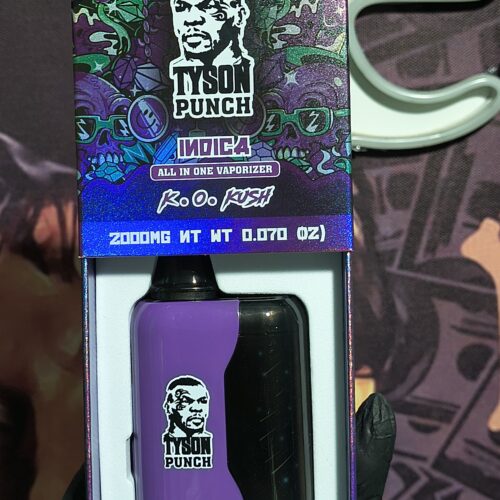 TYSON
PUNCH
INDICA
ALL IN ONE VAPORIZER
K.O. KUSH
2000MG NT WT 0.070 OZ)
TYSON
PUNCH